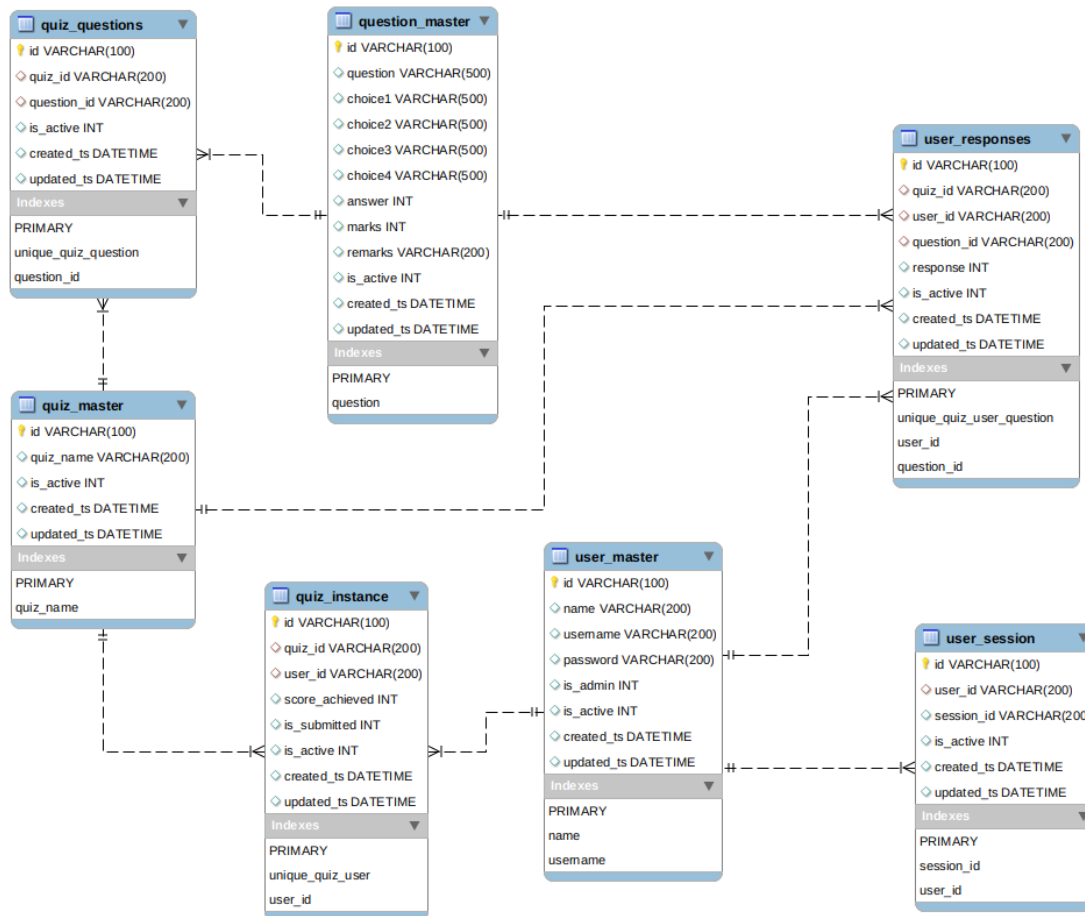 quiz_questions
id VARCHAR(100)
quiz_id VARCHAR(200)
question_id VARCHAR(200)
is_active INT
created_ts DATETIME
updated_ts DATETIME
Indexes
PRIMARY
unique_quiz_question
question_id
question_master
id VARCHAR(100)
question VARCHAR(500)
choice1 VARCHAR(500)
choice2 VARCHAR(500)
choice3 VARCHAR(500)
choice4 VARCHAR(500)
answer INT
marks INT
remarks VARCHAR(200)
is_active INT
created_ts DATETIME
updated_ts DATETIME
Indexes
PRIMARY
question
user_responses
id VARCHAR(100)
quiz_id VARCHAR(200)
user_id VARCHAR(200)
question_id VARCHAR(200)
response INT
is_active INT
created_ts DATETIME
updated_ts DATETIME
Indexes
PRIMARY
unique_quiz_user_question
user_id
question_id
quiz_master
id VARCHAR(100)
quiz_name VARCHAR(200)
is_active INT
created_ts DATETIME
updated_ts DATETIME
Indexes
PRIMARY
quiz_name
quiz_instance
id VARCHAR(100)
quiz_id VARCHAR(200)
user_id VARCHAR(200)
score_achieved INT
is_submitted INT
is_active INT
created_ts DATETIME
updated_ts DATETIME
Indexes
PRIMARY
unique_quiz_user
user_id
user_master
id VARCHAR(100)
name VARCHAR(200)
username VARCHAR(200)
password VARCHAR(200)
is_admin INT
is_active INT
created_ts DATETIME
updated_ts DATETIME
Indexes
PRIMARY
name
username
user_session
id VARCHAR(100)
user_id VARCHAR(200)
session_id VARCHAR(200
is_active INT
created_ts DATETIME
updated_ts DATETIME
Indexes
PRIMARY
session_id
user_id